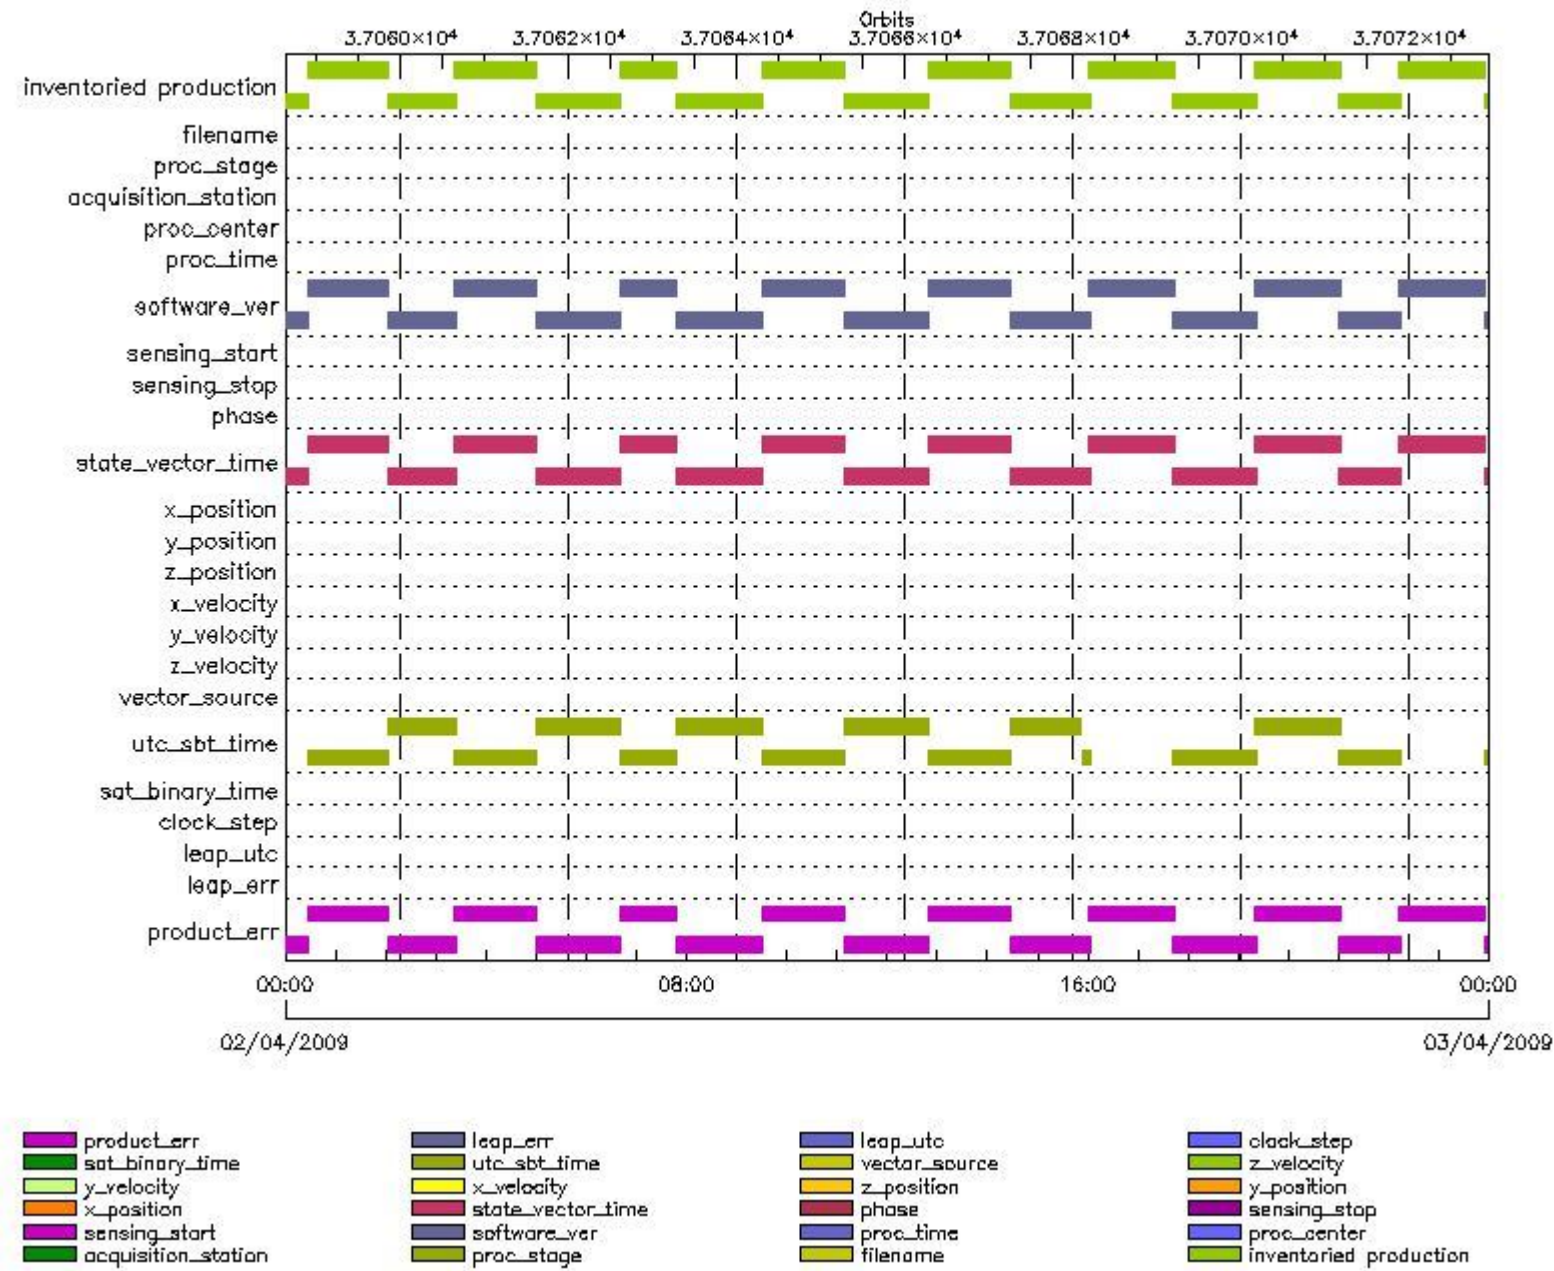 Orbits
3.7060×10⁴ 3.7062×10⁴ 3.7064×10⁴ 3.7066×10⁴ 3.7068×10⁴ 3.7070×10⁴ 3.7072×10⁴
inventoried production
filename
proc_stage
acquisition_station
proc_center
proc_time
software_ver
sensing_start
sensing_stop
phase
state_vector_time
x_position
y_position
z_position
x_velocity
y_velocity
z_velocity
vector_source
utc_sbt_time
sat_binary_time
clock_step
leap_utc
leap_err
product_err
00:00 08:00 16:00 00:00
02/04/2009 03/04/2009
product_err leap_err leap_utc clock_step
sat_binary_time utc_sbt_time vector_source z_velocity
y_velocity x_velocity z_position y_position
x_position state_vector_time phase sensing_stop
sensing_start software_ver proc_time proc_center
acquisition_station proc_stage filename inventoried production